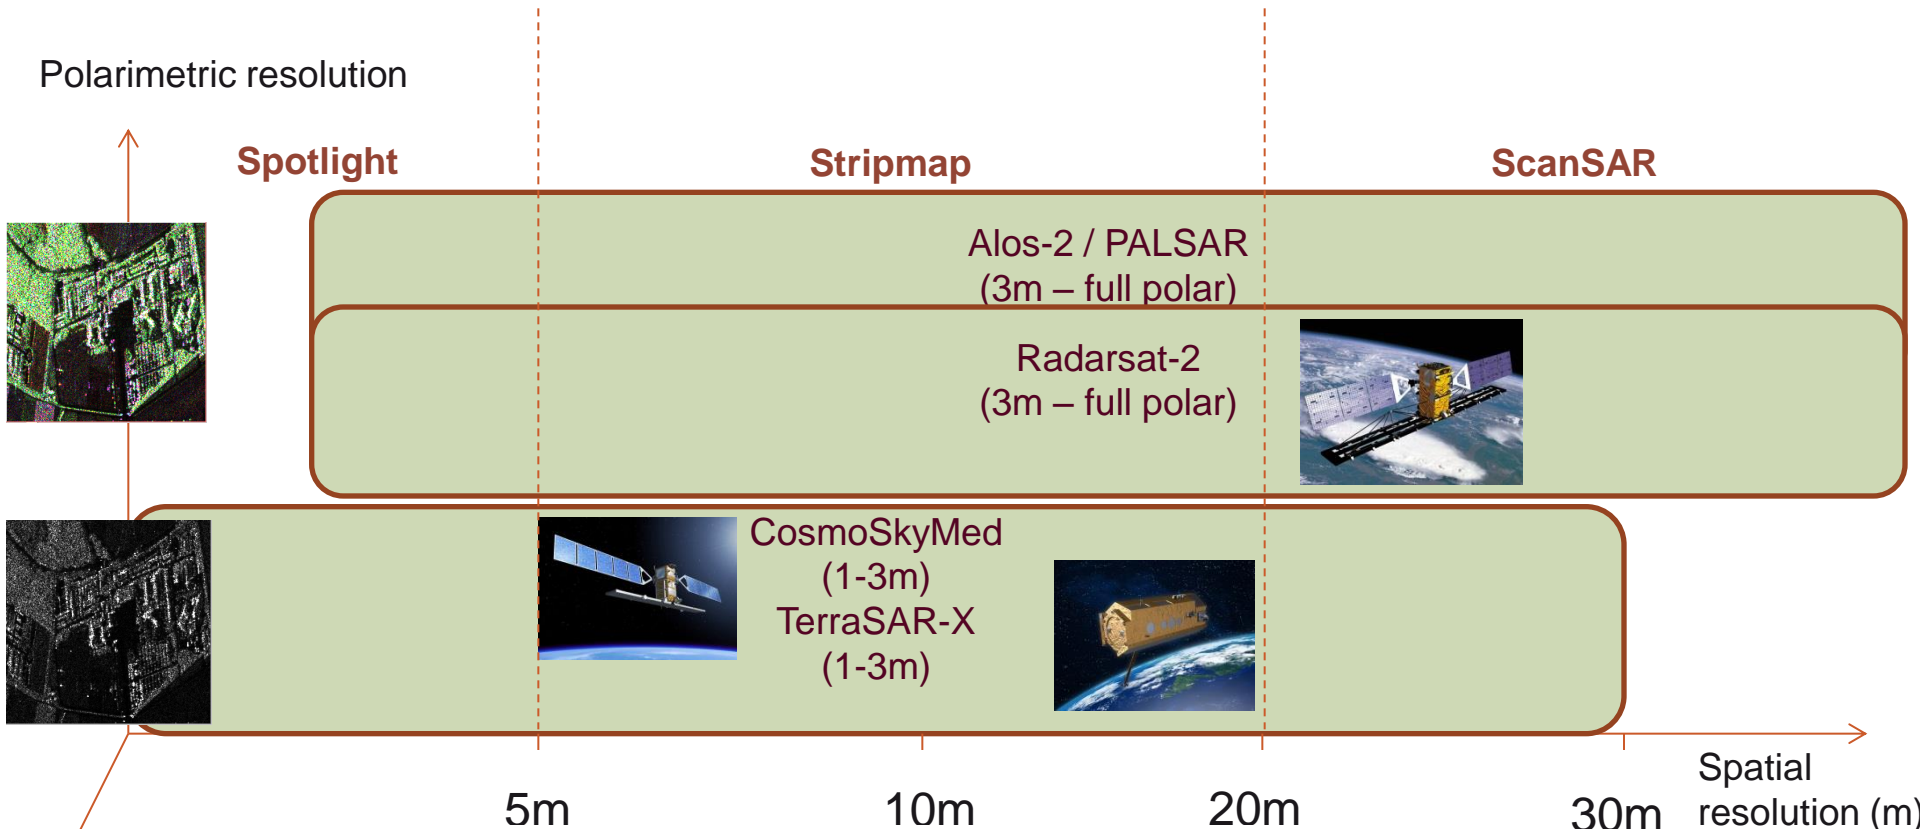 Polarimetric resolution
Spotlight
Stripmap
ScanSAR
Alos-2 / PALSAR
(3m – full polar)
Radarsat-2
(3m – full polar)
CosmoSkyMed
(1-3m)
TerraSAR-X
(1-3m)
5m
10m
20m
30m
Spatial
resolution (m)